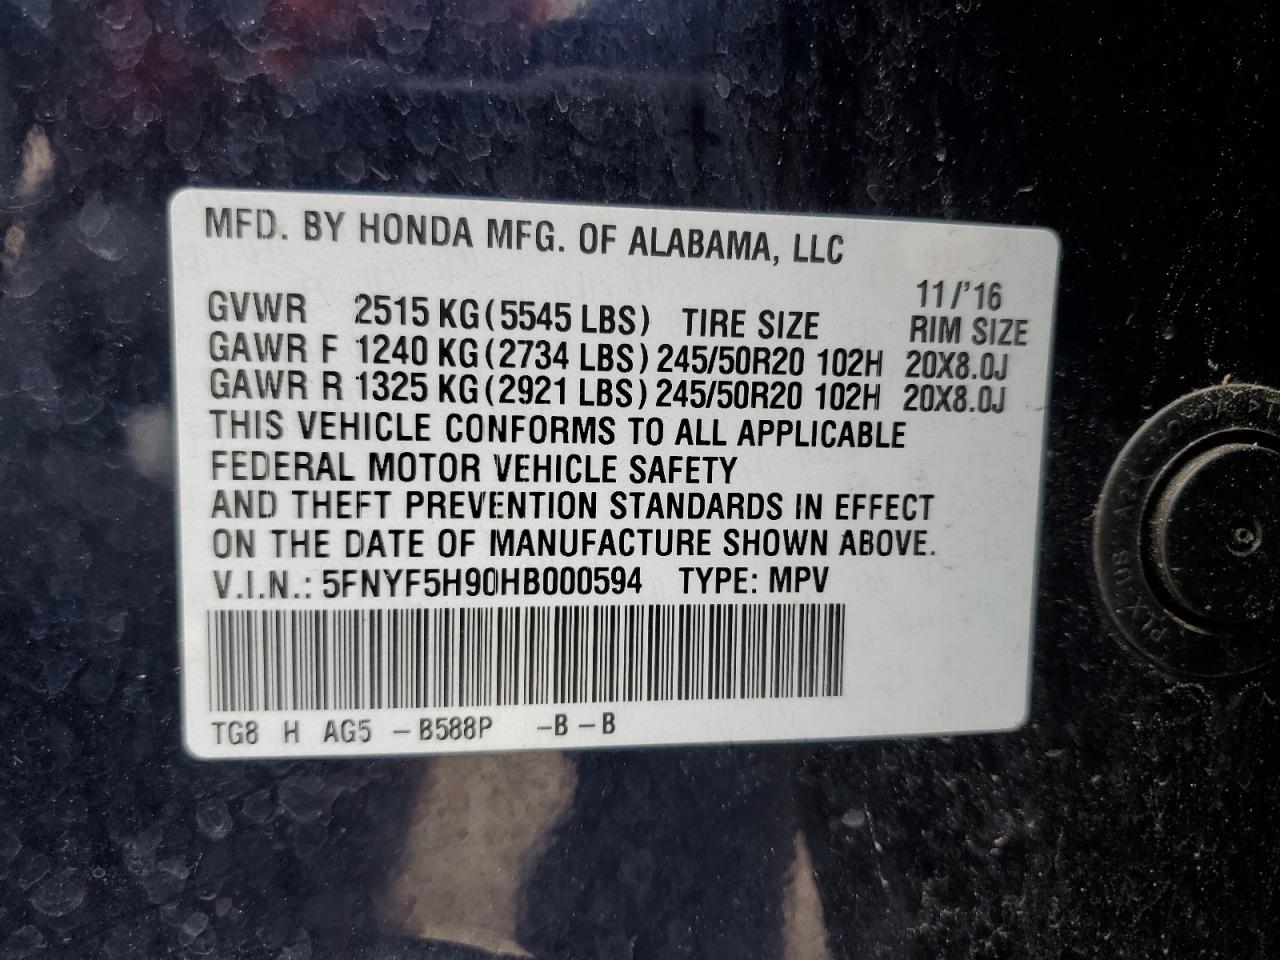 MFD. BY HONDA MFG. OF ALABAMA, LLC
11/'16
GVWR 2515 KG (5545 LBS) TIRE SIZE RIM SIZE
GAWR F 1240 KG (2734 LBS) 245/50R20 102H 20X8.0J
GAWR R 1325 KG (2921 LBS) 245/50R20 102H 20X8.0J
THIS VEHICLE CONFORMS TO ALL APPLICABLE
FEDERAL MOTOR VEHICLE SAFETY
AND THEFT PREVENTION STANDARDS IN EFFECT
ON THE DATE OF MANUFACTURE SHOWN ABOVE.
V.I.N.: 5FNYF5H90HB000594 TYPE: MPV
TG8 H AG5 -B588P -B -B